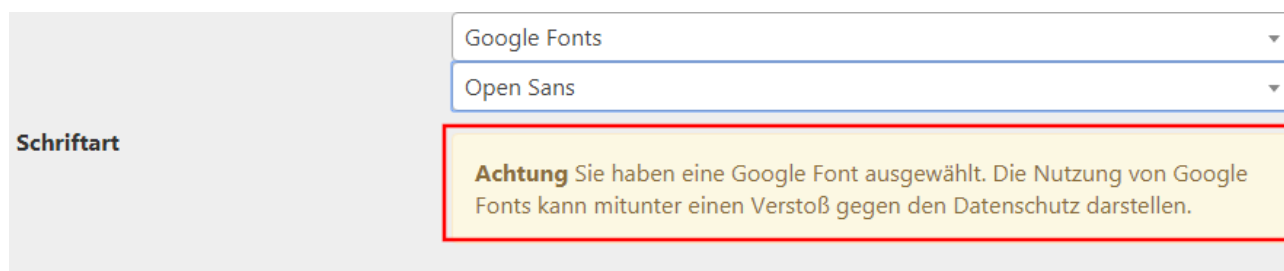 Google Fonts
Open Sans
Schriftart
Achtung Sie haben eine Google Font ausgewählt. Die Nutzung von Google
Fonts kann mitunter einen Verstoß gegen den Datenschutz darstellen.